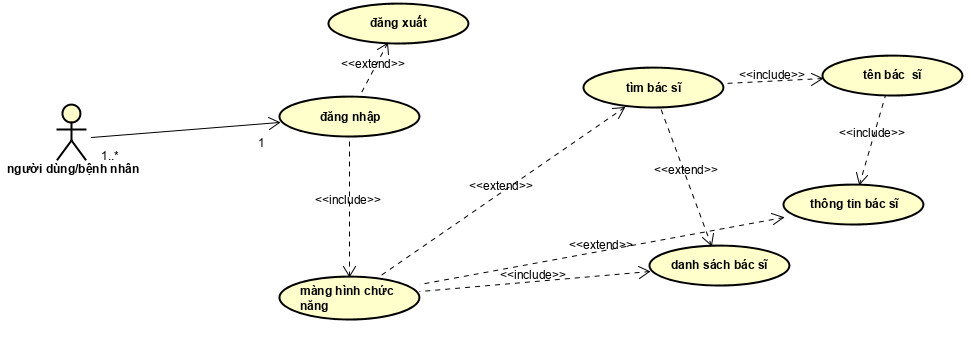 đăng xuất
<<extend>>
tìm bác sĩ
<<include>>
tên bác  sĩ
đăng nhập
<<include>>
1
1..*
người dùng/bệnh nhân
<<include>>
<<extend>>
<<extend>>
thông tin bác sĩ
<<extend>>
<<include>>
danh sách bác sĩ
màng hình chức
năng